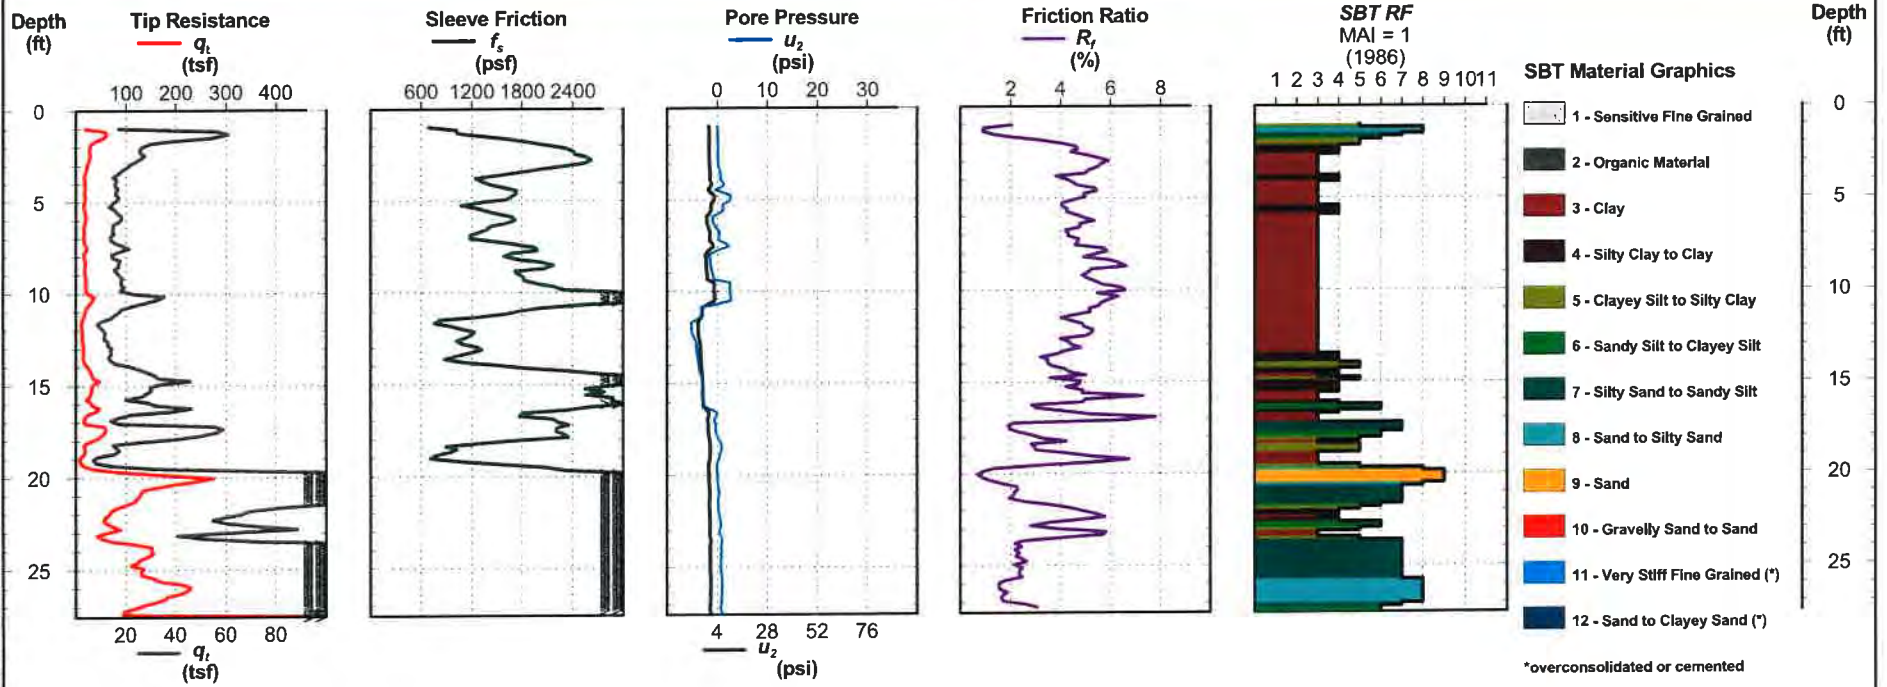 Depth
(ft)
Tip Resistance
qt
(tsf)
100 200 300 400
Sleeve Friction
fs
(psf)
600 1200 1800 2400
Pore Pressure
u2
(psi)
0 10 20 30
Friction Ratio
Rf
(%)
2 4 6 8
SBT RF
MAI = 1
(1986)
1 2 3 4 5 6 7 8 9 10 11
Depth
(ft)
0
5
10
15
20
25
20 40 60 80
qt
(tsf)
4 28 52 76
u2
(psi)
SBT Material Graphics
1 - Sensitive Fine Grained
2 - Organic Material
3 - Clay
4 - Silty Clay to Clay
5 - Clayey Silt to Silty Clay
6 - Sandy Silt to Clayey Silt
7 - Silty Sand to Sandy Silt
8 - Sand to Silty Sand
9 - Sand
10 - Gravelly Sand to Sand
11 - Very Stiff Fine Grained (*)
12 - Sand to Clayey Sand (*)
*overconsolidated or cemented
0
5
10
15
20
25